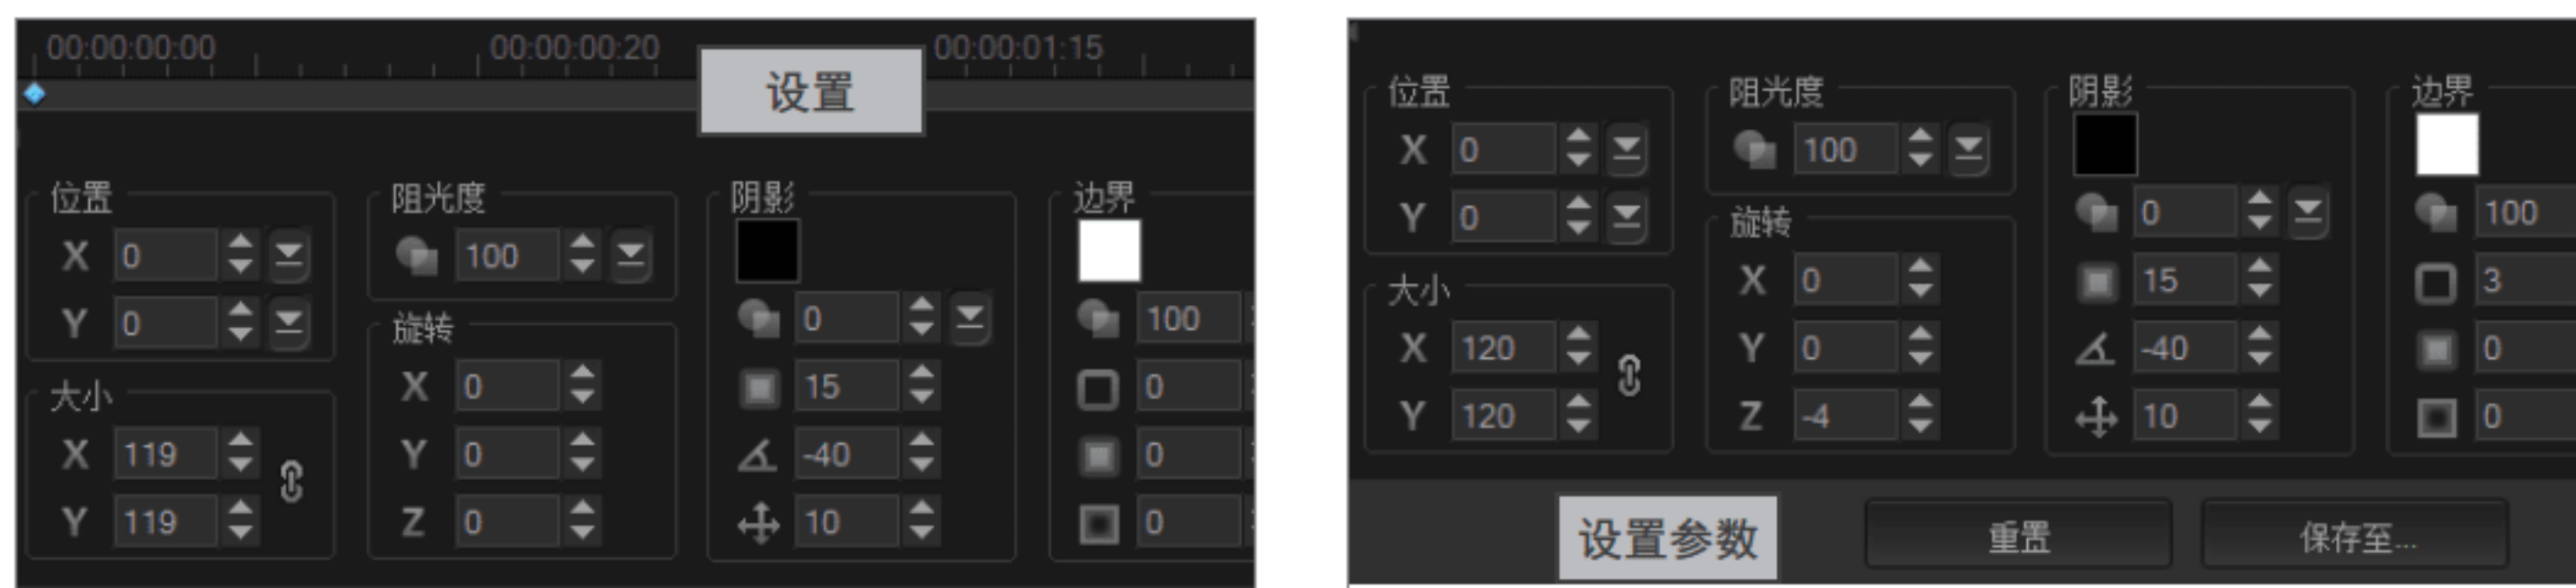 00:00:00:00 00:00:00:20 00:00:01:15
设置
位置 阻光度 阴影 边界
X 0 100
Y 0 0 100
旋转
X 0 15 0
大小
X 119 Y 0 -40 0
Y 119 Z 0 10 0
位置 阻光度 阴影 边界
X 0 100
Y 0 0 100
旋转
X 0 15 3
大小
X 120 Y 0 -40 0
Y 120 Z -4 10 0
设置参数 重置 保存至...